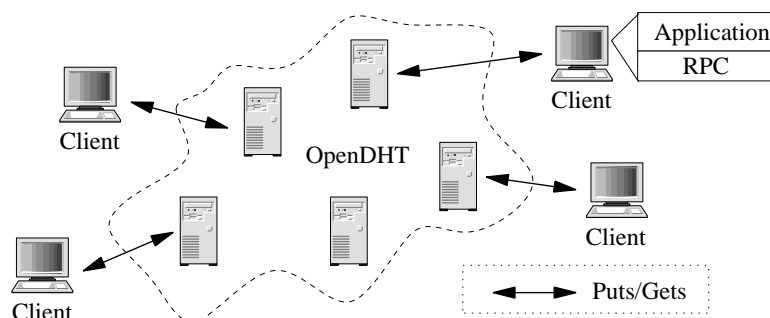 Application
RPC
Client
Client
OpenDHT
Client
Client
Puts/Gets